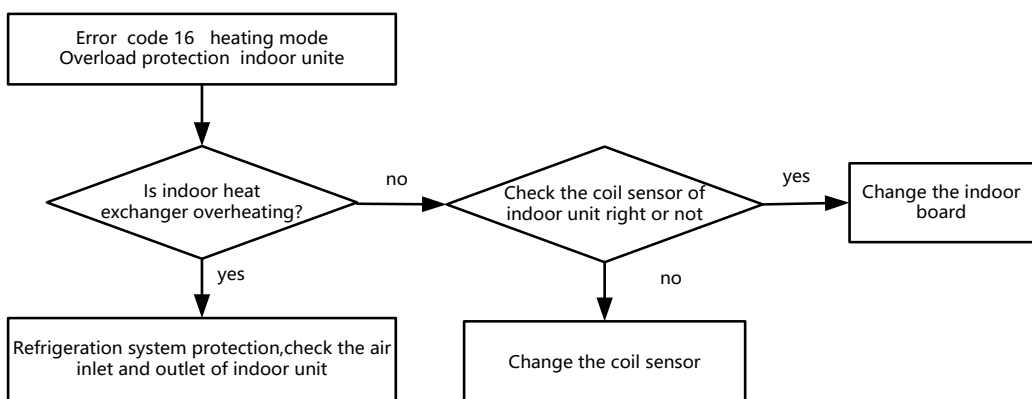 Error code 16 heating mode
Overload protection indoor unite
Is indoor heat
exchanger overheating?
no
Check the coil sensor of
indoor unit right or not
yes
Change the indoor
board
yes
no
Refrigeration system protection,check the air
inlet and outlet of indoor unit
Change the coil sensor